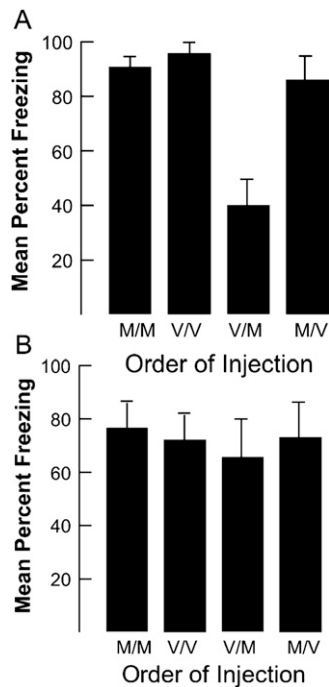 A
Mean Percent Freezing
100
80
60
40
20
M/M V/V V/M M/V
Order of Injection
B
Mean Percent Freezing
100
80
60
40
20
M/M V/V V/M M/V
Order of Injection